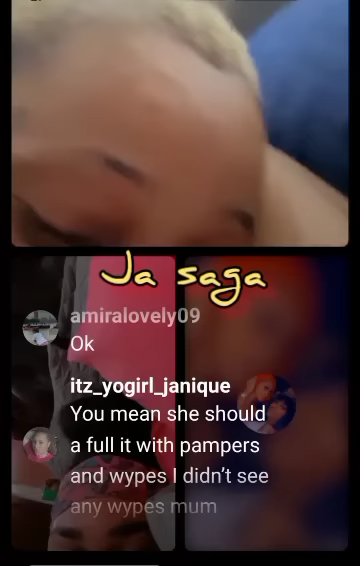 Ja saga
amiralovely09
Ok
itz_yogirl_janique
You mean she should
a full it with pampers
and wypes I didn't see
any wypes mum